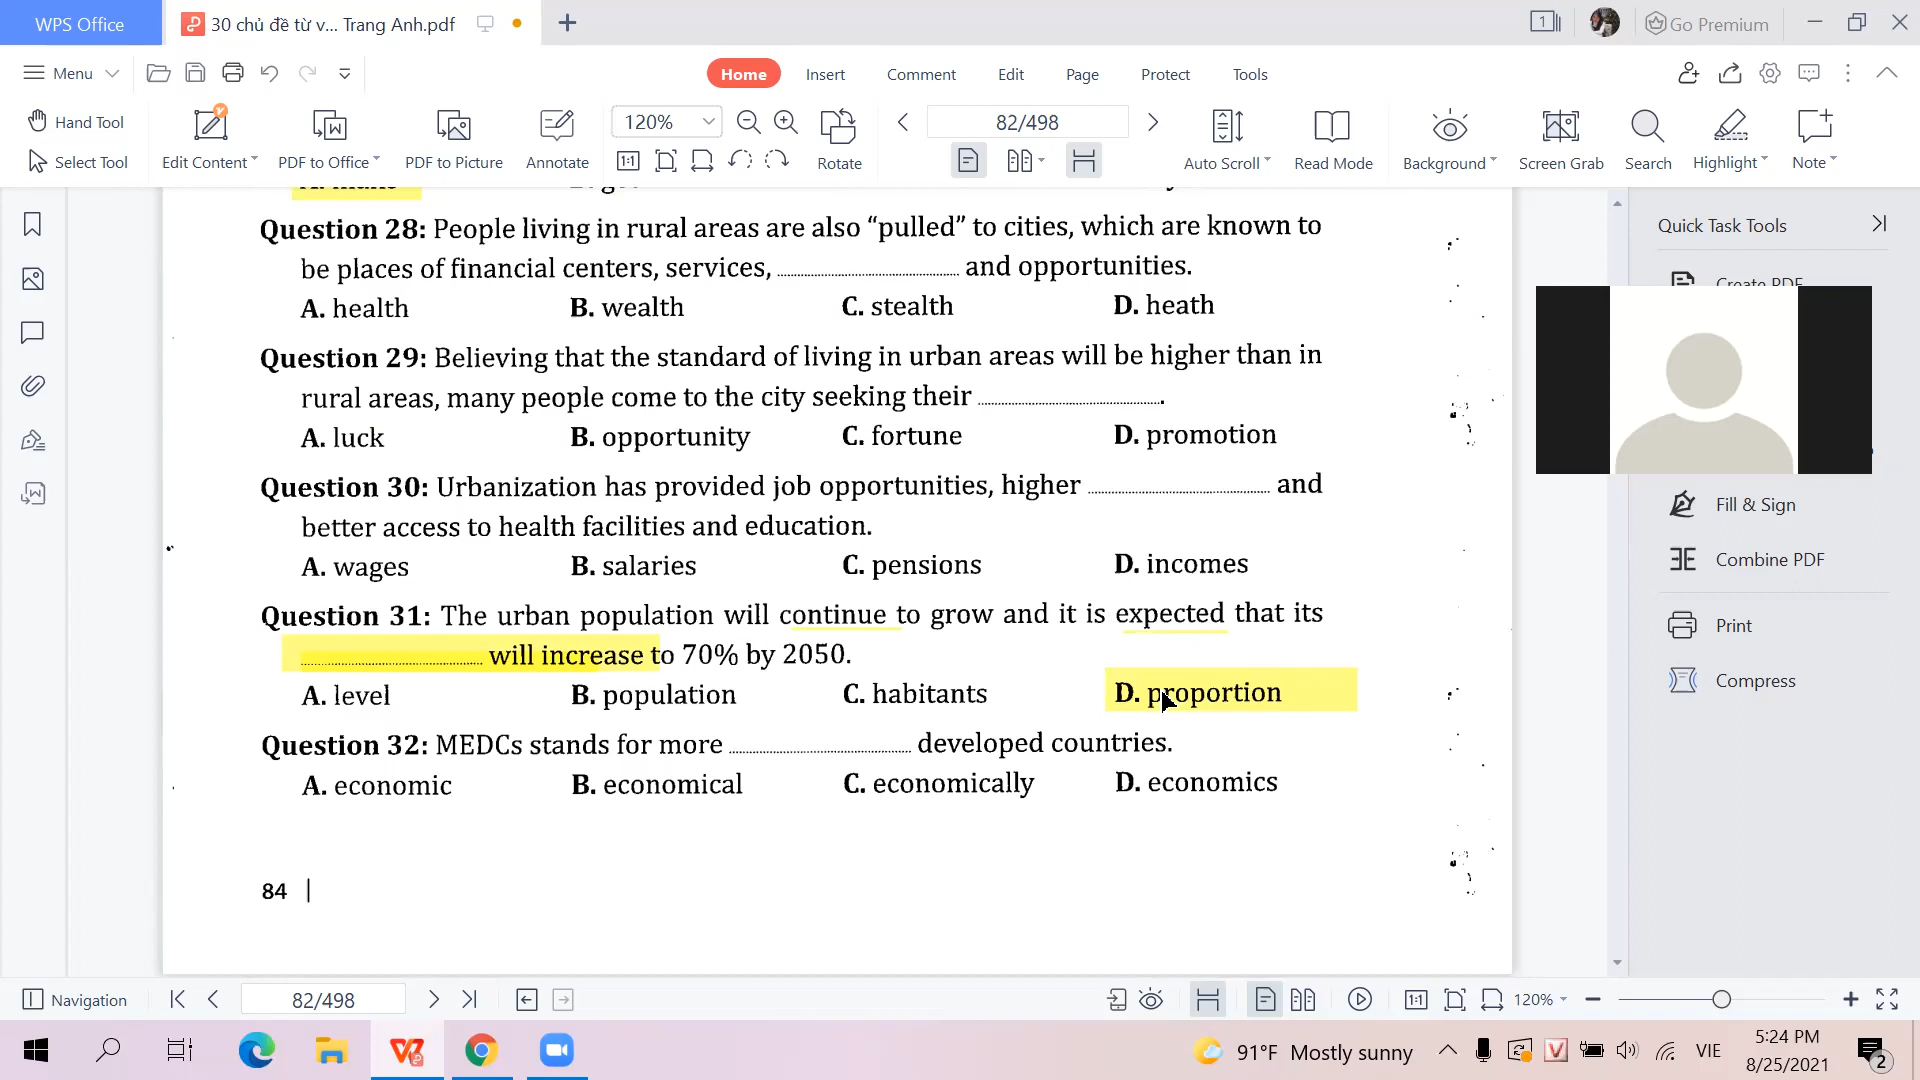 WPS Office
30 chủ đề từ v... Trang Anh.pdf
1
Go Premium
Menu
Home
Insert
Comment
Edit
Page
Protect
Tools
Hand Tool
Select Tool
Edit Content
PDF to Office
PDF to Picture
Annotate
120%
Rotate
82/498
Auto Scroll
Read Mode
Background
Screen Grab
Search
Highlight
Note
Question 28: People living in rural areas are also “pulled” to cities, which are known to
be places of financial centers, services, .......... and opportunities.
A. health B. wealth C. stealth D. heath
Question 29: Believing that the standard of living in urban areas will be higher than in
rural areas, many people come to the city seeking their .......... .
A. luck B. opportunity C. fortune D. promotion
Question 30: Urbanization has provided job opportunities, higher .......... and
better access to health facilities and education.
A. wages B. salaries C. pensions D. incomes
Question 31: The urban population will continue to grow and it is expected that its
.......... will increase to 70% by 2050.
A. level B. population C. habitants D. proportion
Question 32: MEDCs stands for more .......... developed countries.
A. economic B. economical C. economically D. economics
84 |
Quick Task Tools
Create PDF
Fill & Sign
Combine PDF
Print
Compress
Navigation
82/498
120%
91°F Mostly sunny
VIE
5:24 PM
8/25/2021
2